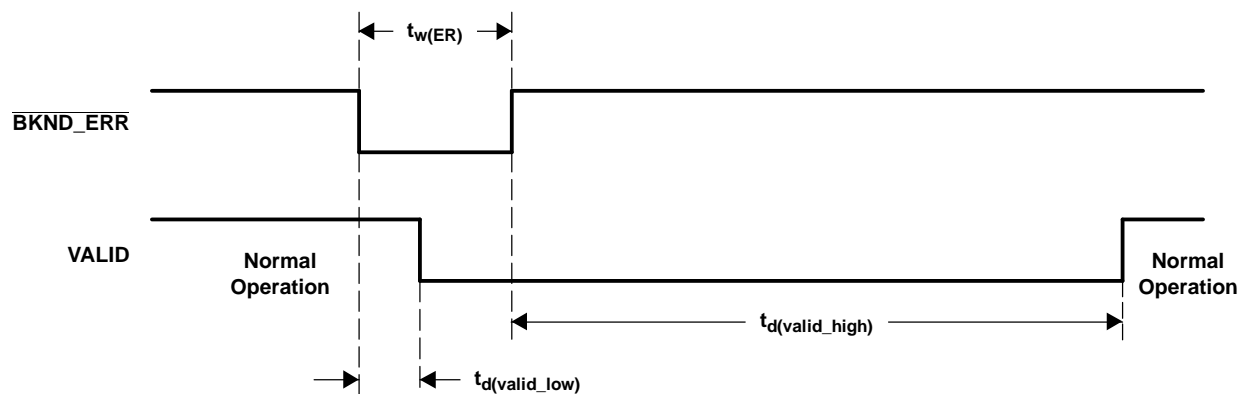 tw(ER)
BKND_ERR
VALID
Normal
Operation
Normal
Operation
td(valid_high)
td(valid_low)